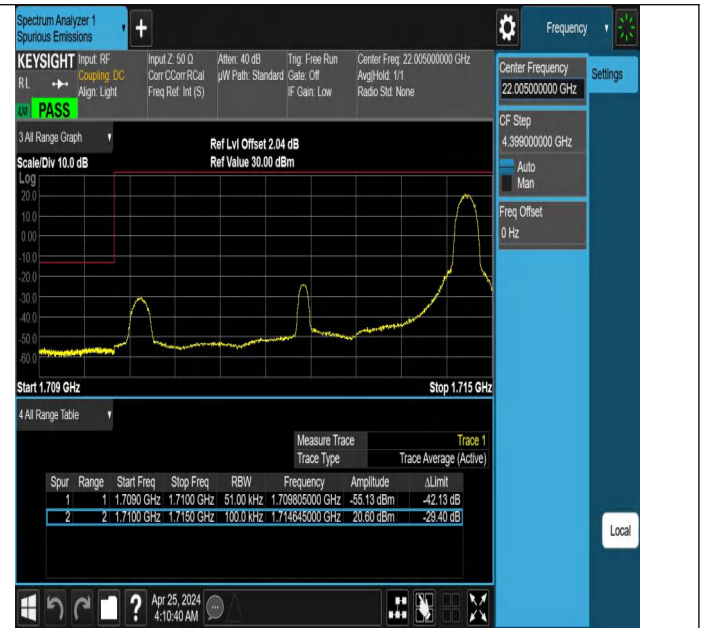 Spectrum Analyzer 1
Spurious Emissions
Frequency
KEYSIGHT Input: RF Input Z: 50 Ω Atten: 40 dB Trig: Free Run Center Freq: 22.005000000 GHz
RL Coupling: DC Corr CCorr RCal µW Path: Standard Gate: Off Avg|Hold: 1/1
Align: Light Freq Ref: Int (S) IF Gain: Low Radio Std: None
PASS
Center Frequency
22.00500000 GHz
Settings
CF Step
4.399000000 GHz
Auto
Man
Freq Offset
0 Hz
3 All Range Graph
Ref Lvl Offset 2.04 dB
Scale/Div 10.0 dB Ref Value 30.00 dBm
Log
20.0
10.0
0.00
-10.0
-20.0
-30.0
-40.0
-50.0
-60.0
Start 1.709 GHz Stop 1.715 GHz
4 All Range Table
Measure Trace Trace 1
Trace Type Trace Average (Active)
Spur Range Start Freq Stop Freq RBW Frequency Amplitude ΔLimit
1 1 1.7090 GHz 1.7100 GHz 51.00 kHz 1.709805000 GHz -55.13 dBm -42.13 dB
2 2 1.7100 GHz 1.7150 GHz 100.0 kHz 1.714645000 GHz 20.60 dBm -29.40 dB
Local
?
Apr 25, 2024
4:10:40 AM